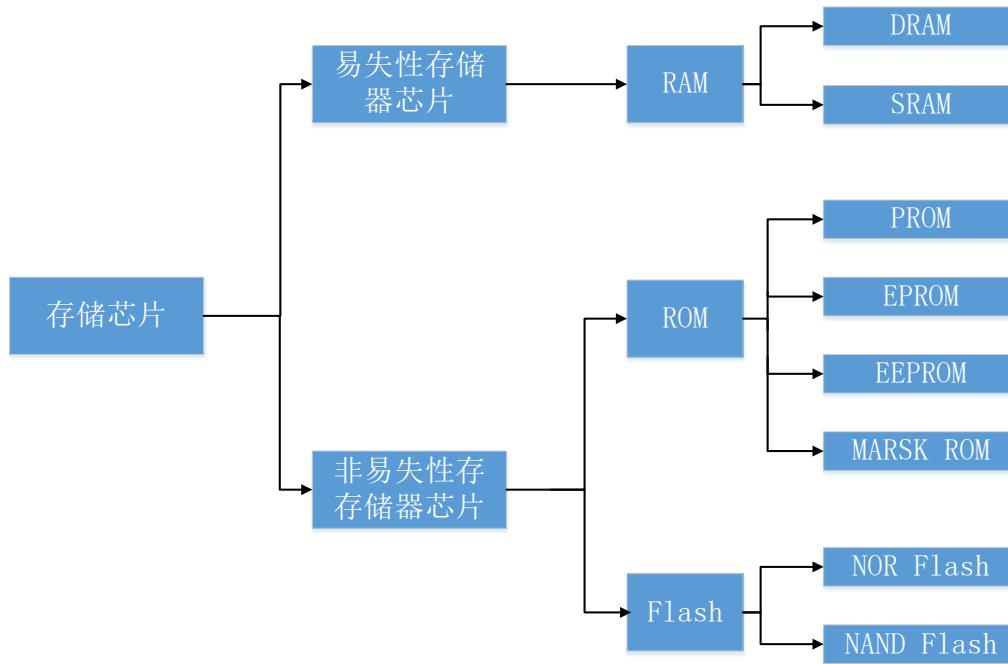 存储芯片
易失性存储
器芯片
非易失性存
存储器芯片
RAM
ROM
Flash
DRAM
SRAM
PROM
EPROM
EEPROM
MARSK ROM
NOR Flash
NAND Flash